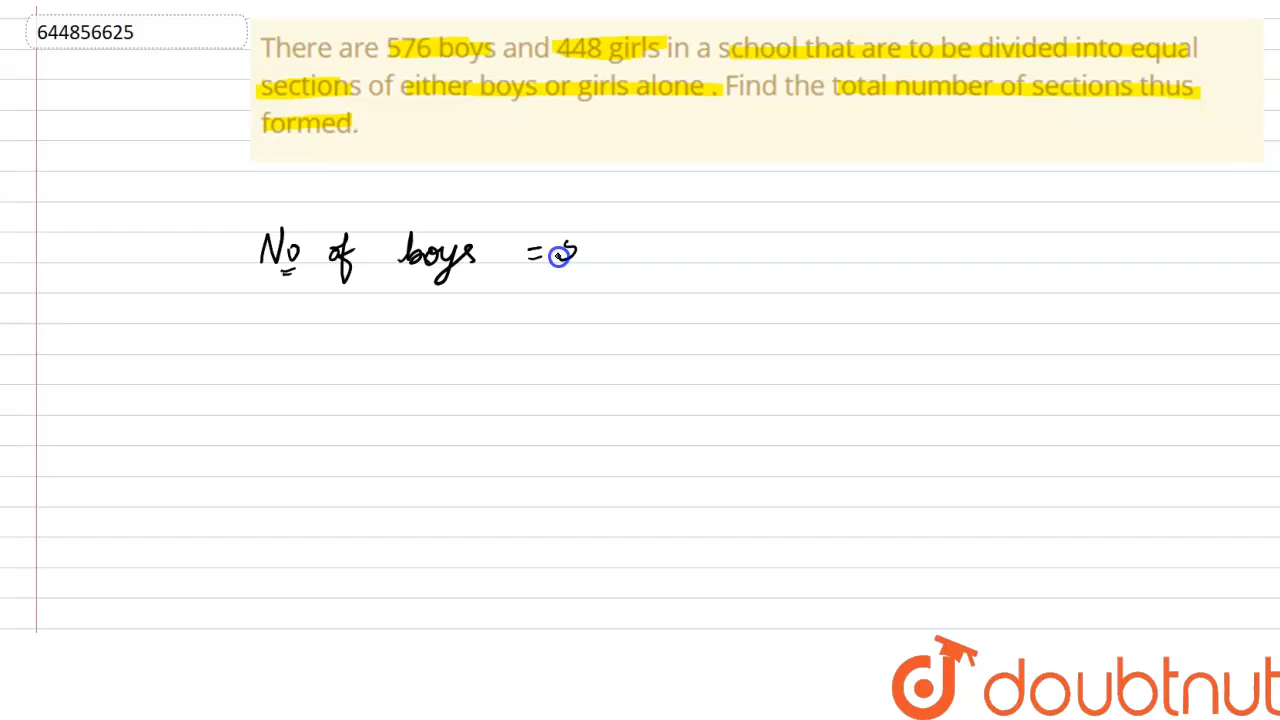 644856625
There are 576 boys and 448 girls in a school that are to be divided into equal
sections of either boys or girls alone . Find the total number of sections thus
formed.
No of boys =
doubtnut